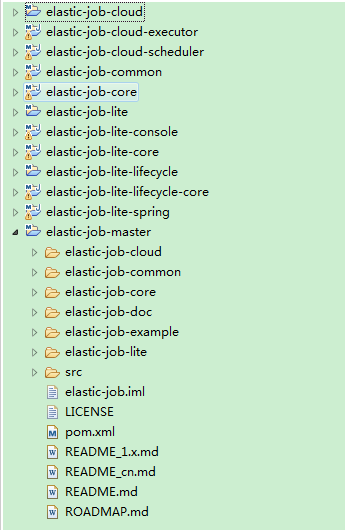 elastic-job-cloud
elastic-job-cloud-executor
elastic-job-cloud-scheduler
elastic-job-common
elastic-job-core
elastic-job-lite
elastic-job-lite-console
elastic-job-lite-core
elastic-job-lite-lifecycle
elastic-job-lite-lifecycle-core
elastic-job-lite-spring
elastic-job-master
elastic-job-cloud
elastic-job-common
elastic-job-core
elastic-job-doc
elastic-job-example
elastic-job-lite
src
elastic-job.iml
LICENSE
pom.xml
README_1.x.md
README_cn.md
README.md
ROADMAP.md